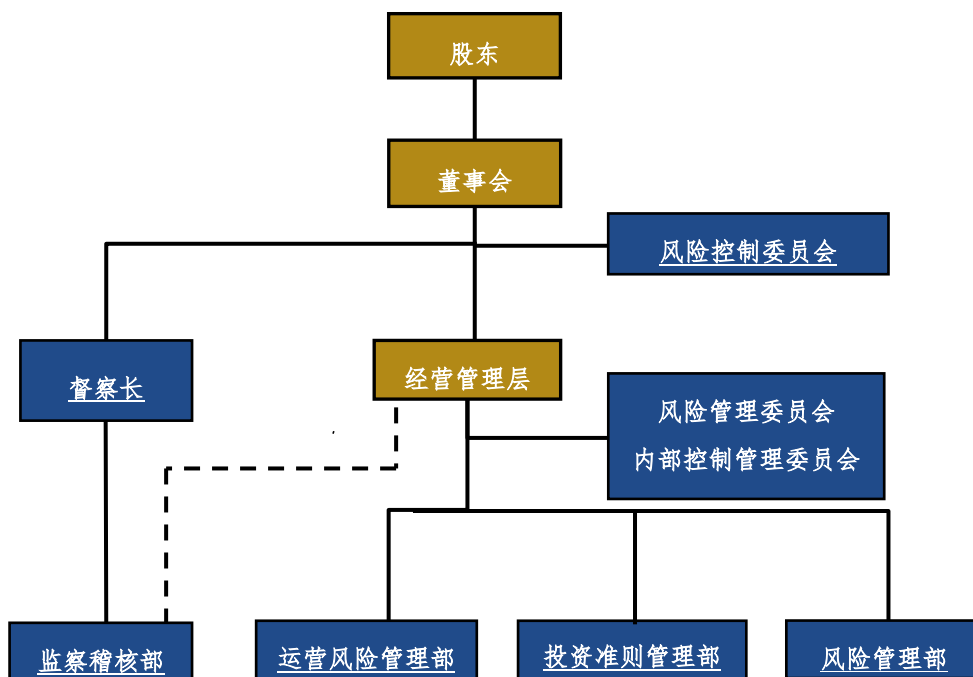 股东
董事会
风险控制委员会
督察长
经营管理层
风险管理委员会
内部控制管理委员会
监察稽核部
运营风险管理部
投资准则管理部
风险管理部